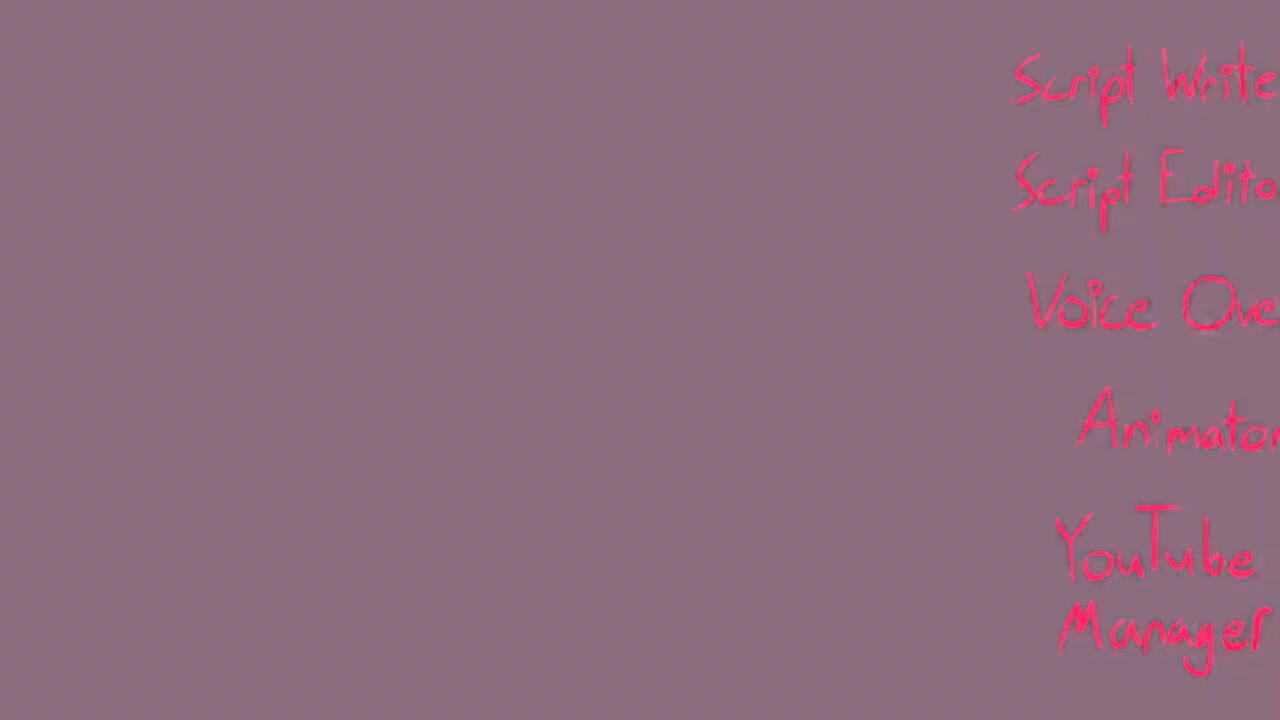 Script Write
Script Edito
Voice Ove
Animator
YouTube
Manager